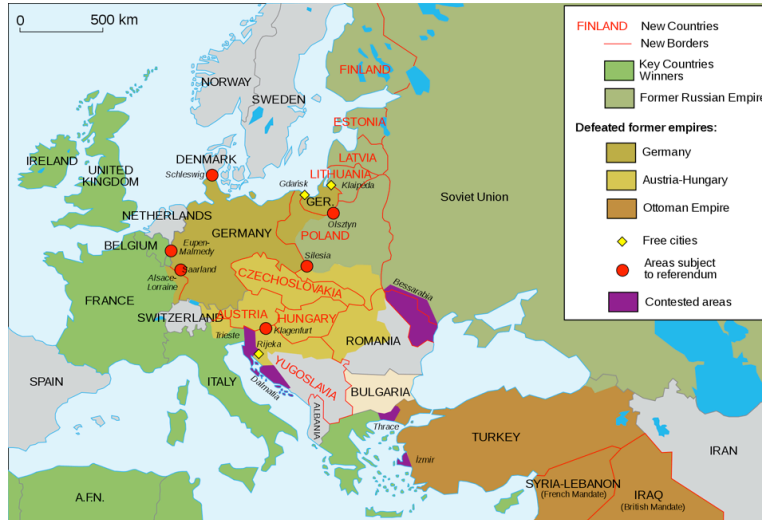 0 500 km
NORWAY
SWEDEN
FINLAND
ESTONIA
LATVIA
LITHUANIA
Klaipėda
IRELAND
UNITED
KINGDOM
DENMARK
Schleswig
Gdańsk
GER.
Olsztyn
Soviet Union
NETHERLANDS
BELGIUM
GERMANY
POLAND
Eupen-
Malmedy
Silesia
Saarland
Alsace-
Lorraine
CZECHOSLOVAKIA
Bessarabia
FRANCE
SWITZERLAND
AUSTRIA
HUNGARY
Klagenfurt
Trieste
Rijeka
ROMANIA
YUGOSLAVIA
Dalmatia
SPAIN
ITALY
BULGARIA
ALBANIA
Thrace
TURKEY
IRAN
İzmir
SYRIA-LEBANON
(French Mandate)
IRAQ
(British Mandate)
A.F.N.
FINLAND New Countries
New Borders
Key Countries
Winners
Former Russian Empire
Defeated former empires:
Germany
Austria-Hungary
Ottoman Empire
Free cities
Areas subject
to referendum
Contested areas